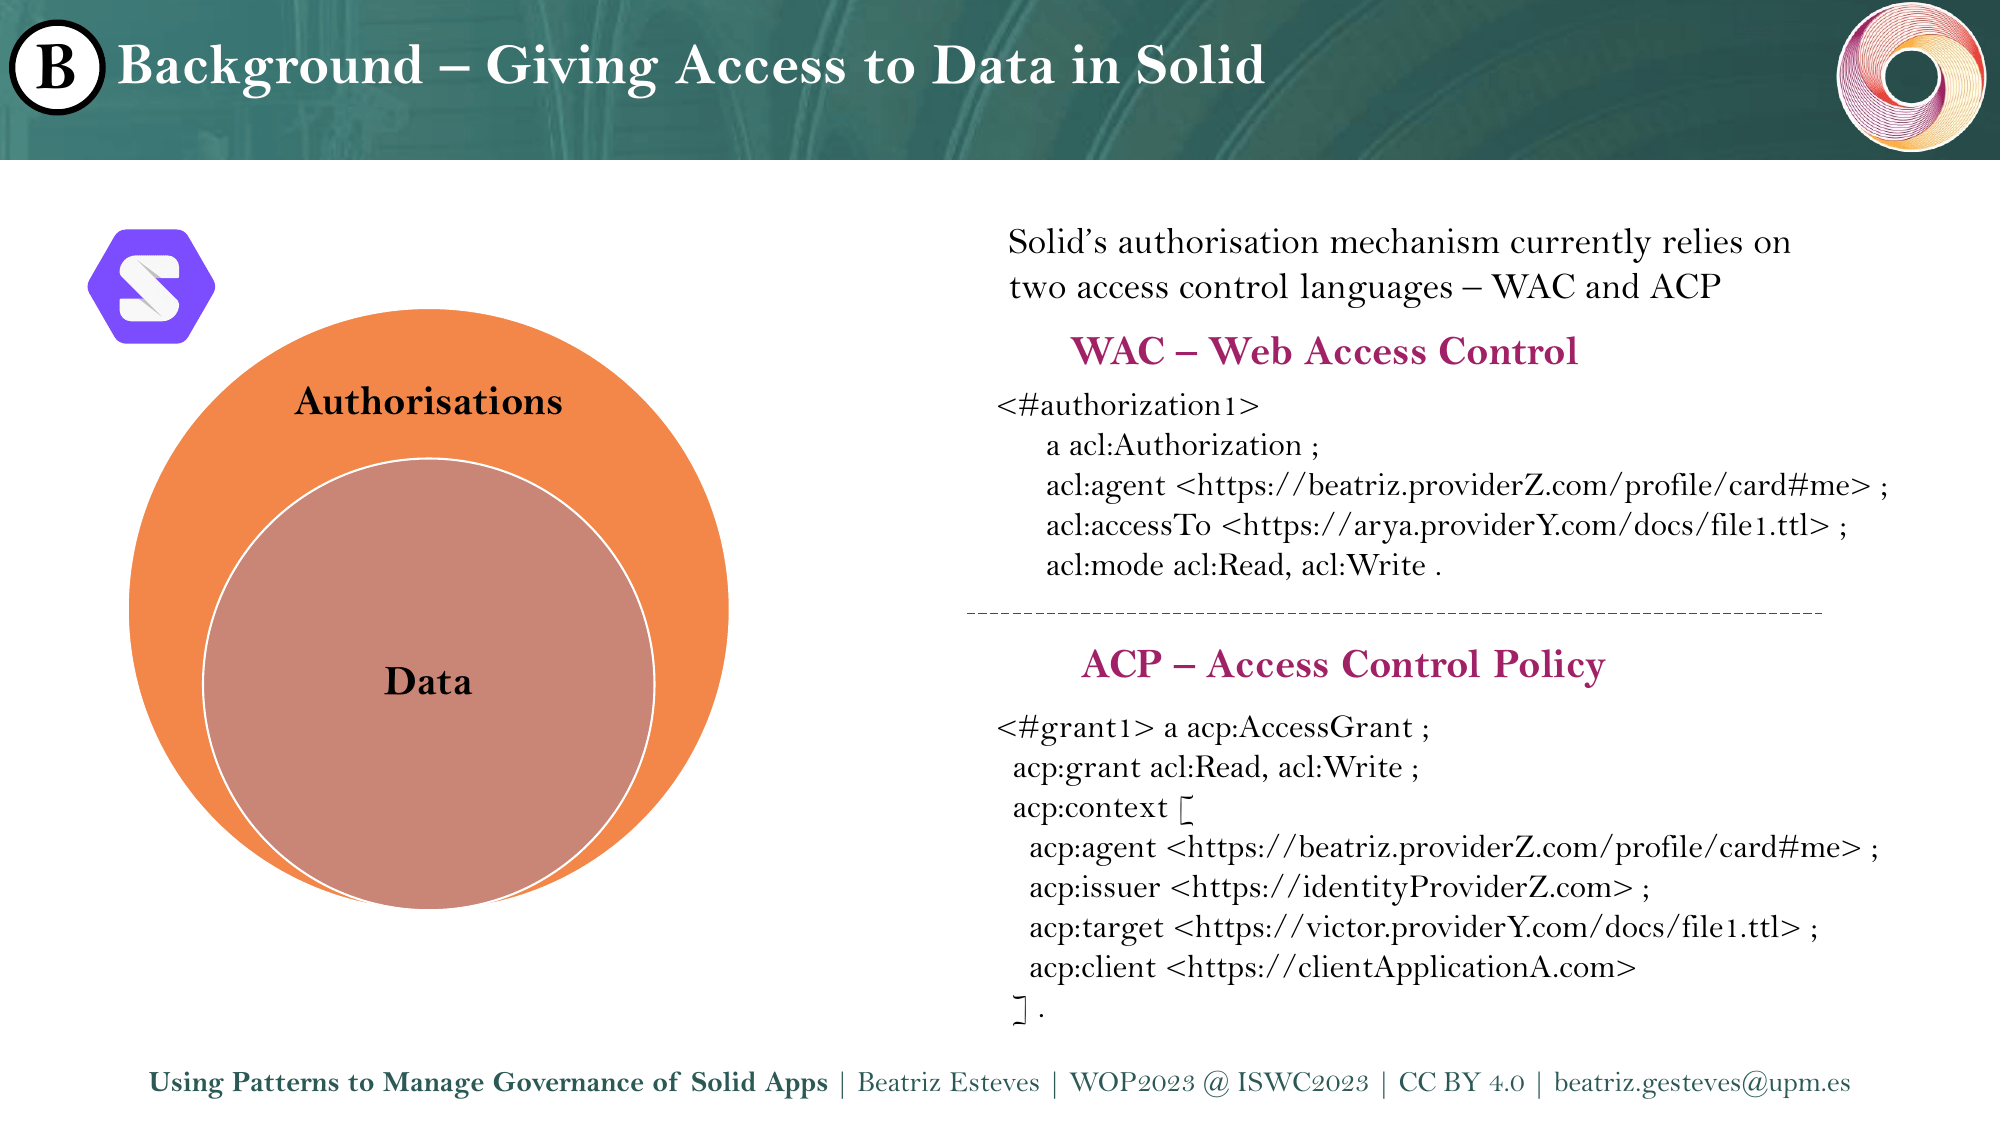 B
Background – Giving Access to Data in Solid
S
Authorisations
Data
Solid’s authorisation mechanism currently relies on
two access control languages – WAC and ACP
WAC – Web Access Control
<#authorization1>
a acl:Authorization ;
acl:agent <https://beatriz.providerZ.com/profile/card#me> ;
acl:accessTo <https://arya.providerY.com/docs/file1.ttl> ;
acl:mode acl:Read, acl:Write .
ACP – Access Control Policy
<#grant1> a acp:AccessGrant ;
acp:grant acl:Read, acl:Write ;
acp:context [
acp:agent <https://beatriz.providerZ.com/profile/card#me> ;
acp:issuer <https://identityProviderZ.com> ;
acp:target <https://victor.providerY.com/docs/file1.ttl> ;
acp:client <https://clientApplicationA.com>
] .
Using Patterns to Manage Governance of Solid Apps | Beatriz Esteves | WOP2023 @ ISWC2023 | CC BY 4.0 | beatriz.gesteves@upm.es